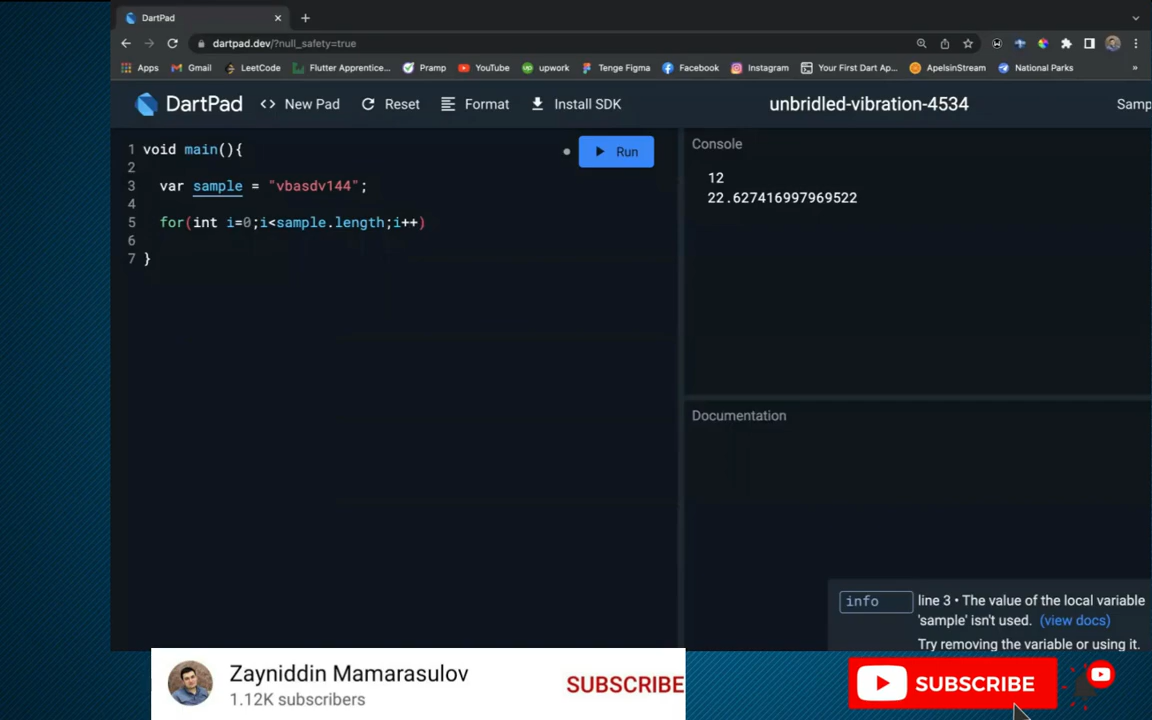 DartPad
dartpad.dev/?null_safety=true
Apps Gmail LeetCode Flutter Apprentice... Pramp YouTube upwork Tenge Figma Facebook Instagram Your First Dart Ap... ApelsinStream National Parks »
DartPad <> New Pad Reset Format Install SDK unbridled-vibration-4534 Samp
Run
1 void main(){
2
3 var sample = "vbasdv144";
4
5 for(int i=0;i<sample.length;i++)
6
7 }
Console
12
22.627416997969522
Documentation
info line 3 • The value of the local variable
'sample' isn't used. (view docs)
Try removing the variable or using it.
Zayniddin Mamarasulov
1.12K subscribers
SUBSCRIBE
SUBSCRIBE